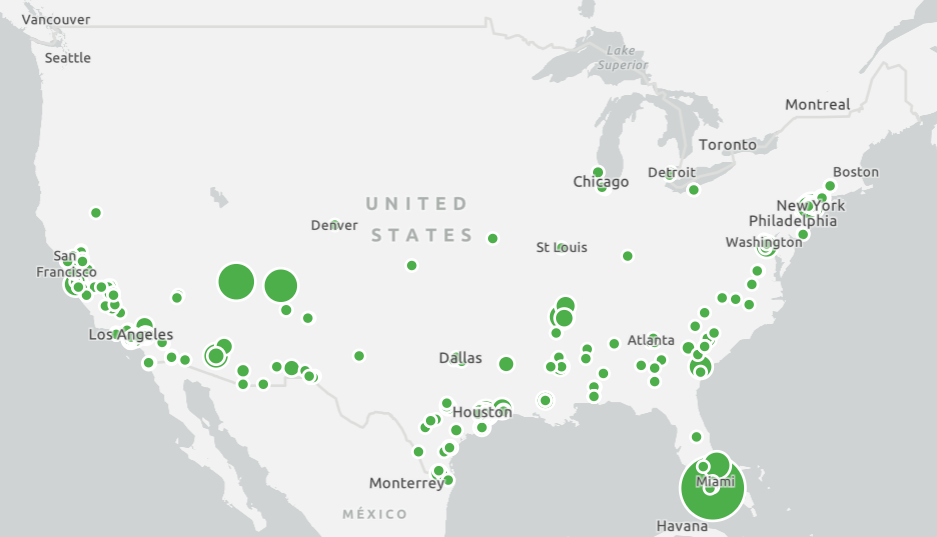 Vancouver
Seattle
Lake
Superior
Montreal
Toronto
Boston
Detroit
Chicago
New York
Philadelphia
Washington
UNITED
STATES
Denver
St Louis
San
Francisco
Los Angeles
Atlanta
Dallas
Houston
Monterrey
Miami
MÉXICO
Havana